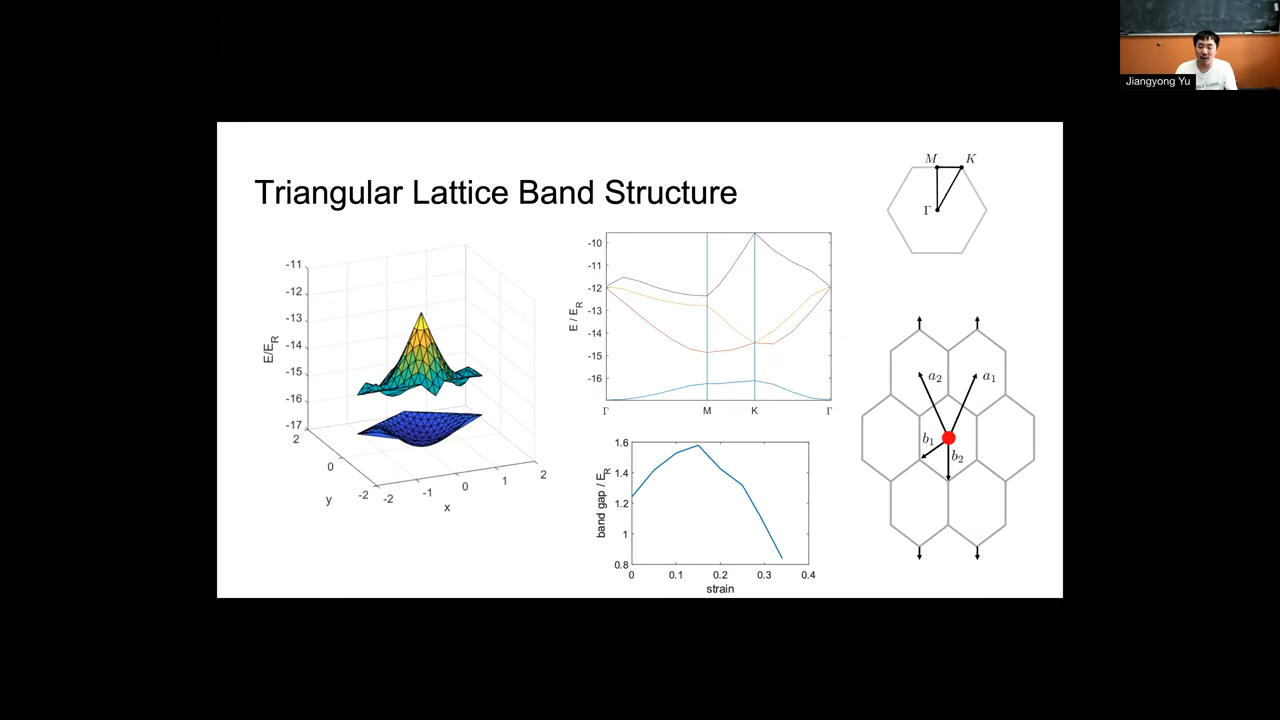 Jiangyong Yu
Triangular Lattice Band Structure
-11
-12
-13
-14
-15
-16
-17
E/E_R
2
0
-2
y
-2
-1
0
1
2
x
-10
-11
-12
-13
-14
-15
-16
E / E_R
Γ
M
K
Γ
1.6
1.4
1.2
1
0.8
band gap / E_R
0
0.1
0.2
0.3
0.4
strain
M
K
Γ
a_2
a_1
b_1
b_2